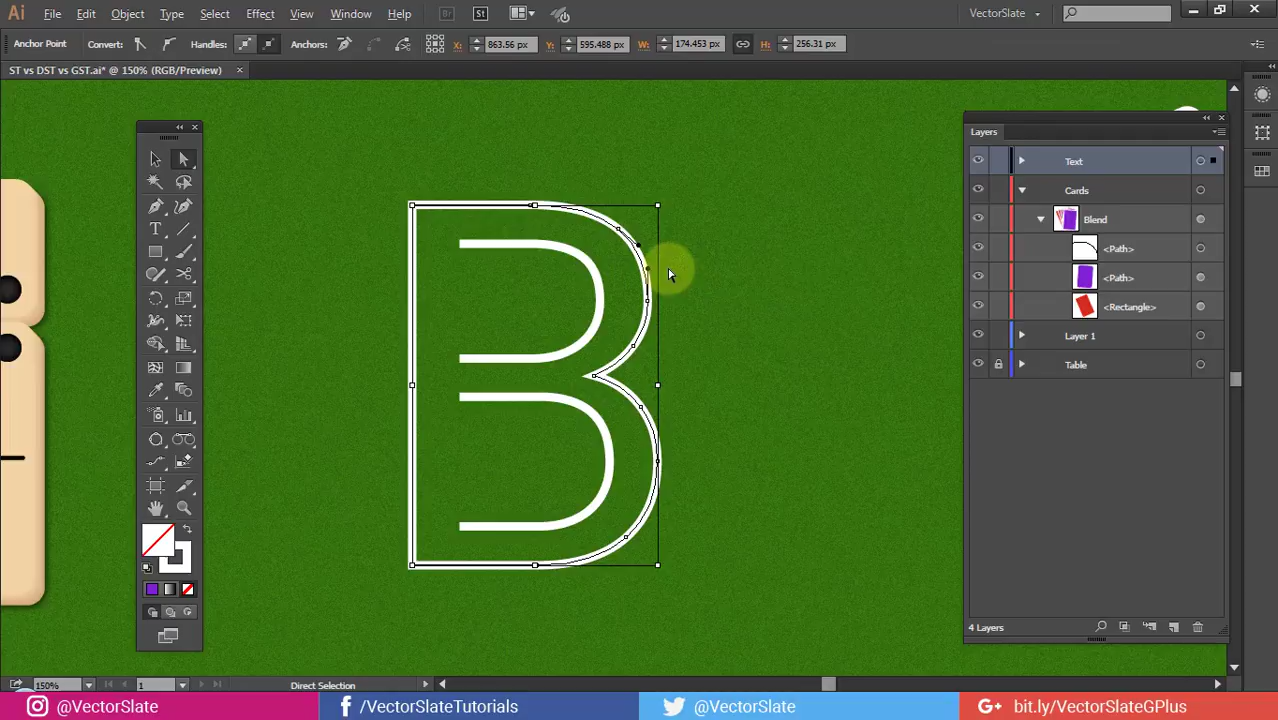 Ai File Edit Object Type Select Effect View Window Help Br St VectorSlate
Anchor Point Convert: Handles: Anchors: X: 863.56 px Y: 595.488 px W: 174.453 px H: 256.31 px
ST vs DST vs GST.ai* @ 150% (RGB/Preview)
Layers
Text
Cards
Blend
<Path>
<Path>
<Rectangle>
Layer 1
Table
B
4 Layers
150% 1 Direction Selection
@VectorSlate /VectorSlateTutorials @VectorSlate G+ bit.ly/VectorSlateGPlus